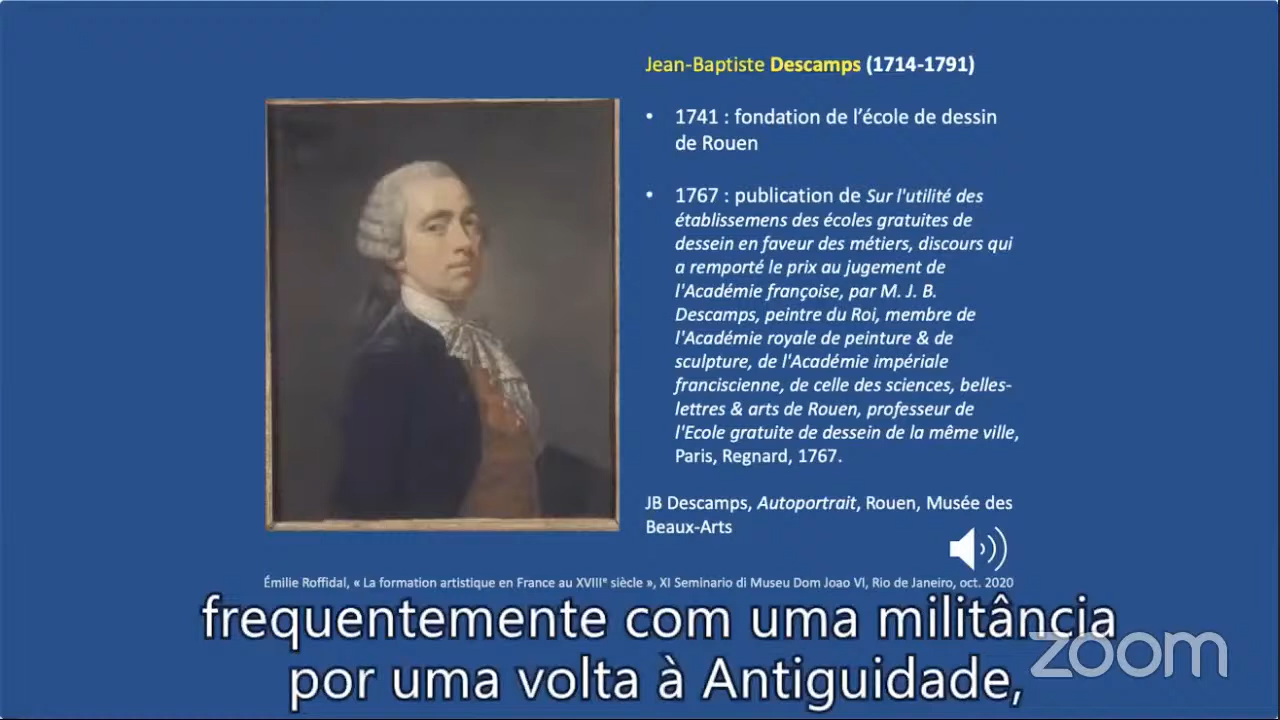 Jean-Baptiste Descamps (1714-1791)
• 1741 : fondation de l'école de dessin
de Rouen
• 1767 : publication de Sur l'utilité des
établissemens des écoles gratuites de
dessein en faveur des métiers, discours qui
a remporté le prix au jugement de
l'Académie françoise, par M. J. B.
Descamps, peintre du Roi, membre de
l'Académie royale de peinture & de
sculpture, de l'Académie impériale
franciscienne, de celle des sciences, belles-
lettres & arts de Rouen, professeur de
l'Ecole gratuite de dessein de la même ville,
Paris, Regnard, 1767.
JB Descamps, Autoportrait, Rouen, Musée des
Beaux-Arts
Émilie Roffidal, « La formation artistique en France au XVIIIe siècle », XI Seminario di Museu Dom Joao VI, Rio de Janeiro, oct. 2020
frequentemente com uma militância
por uma volta à Antiguidade,
zoom